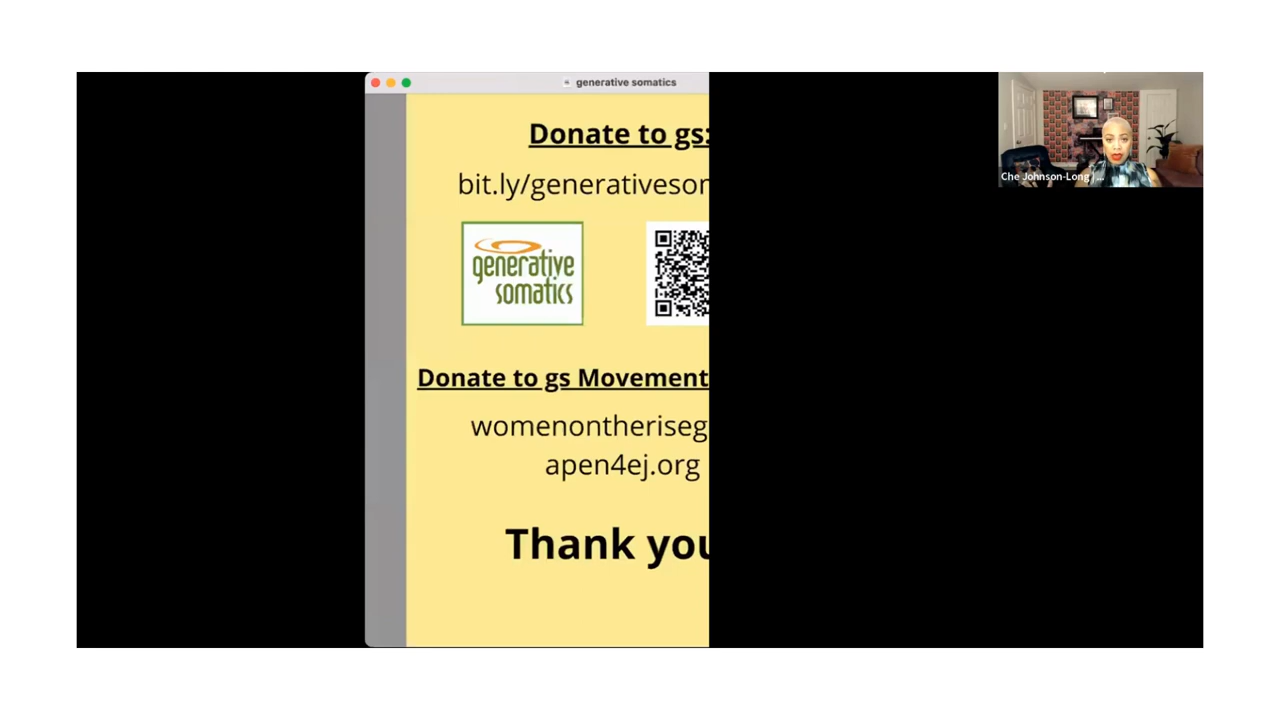 generative somatics
Donate to gs:
bit.ly/generativesor
generative
somatics
Donate to gs Movement
womenontheriseg
apen4ej.org
Thank you
Che Johnson-Long | ...